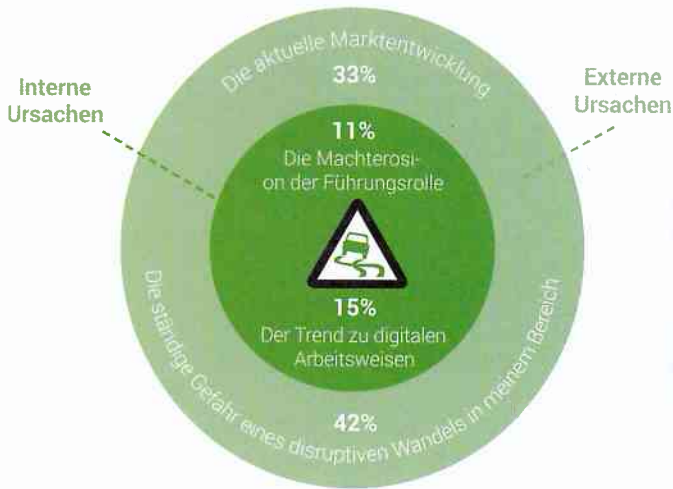 Die aktuelle Marktentwicklung
33%
Interne
Ursachen
Externe
Ursachen
11%
Die Machterosi-
on der Führungsrolle
15%
Der Trend zu digitalen
Arbeitsweisen
42%
Die ständige Gefahr eines disruptiven Wandels in meinem Bereich